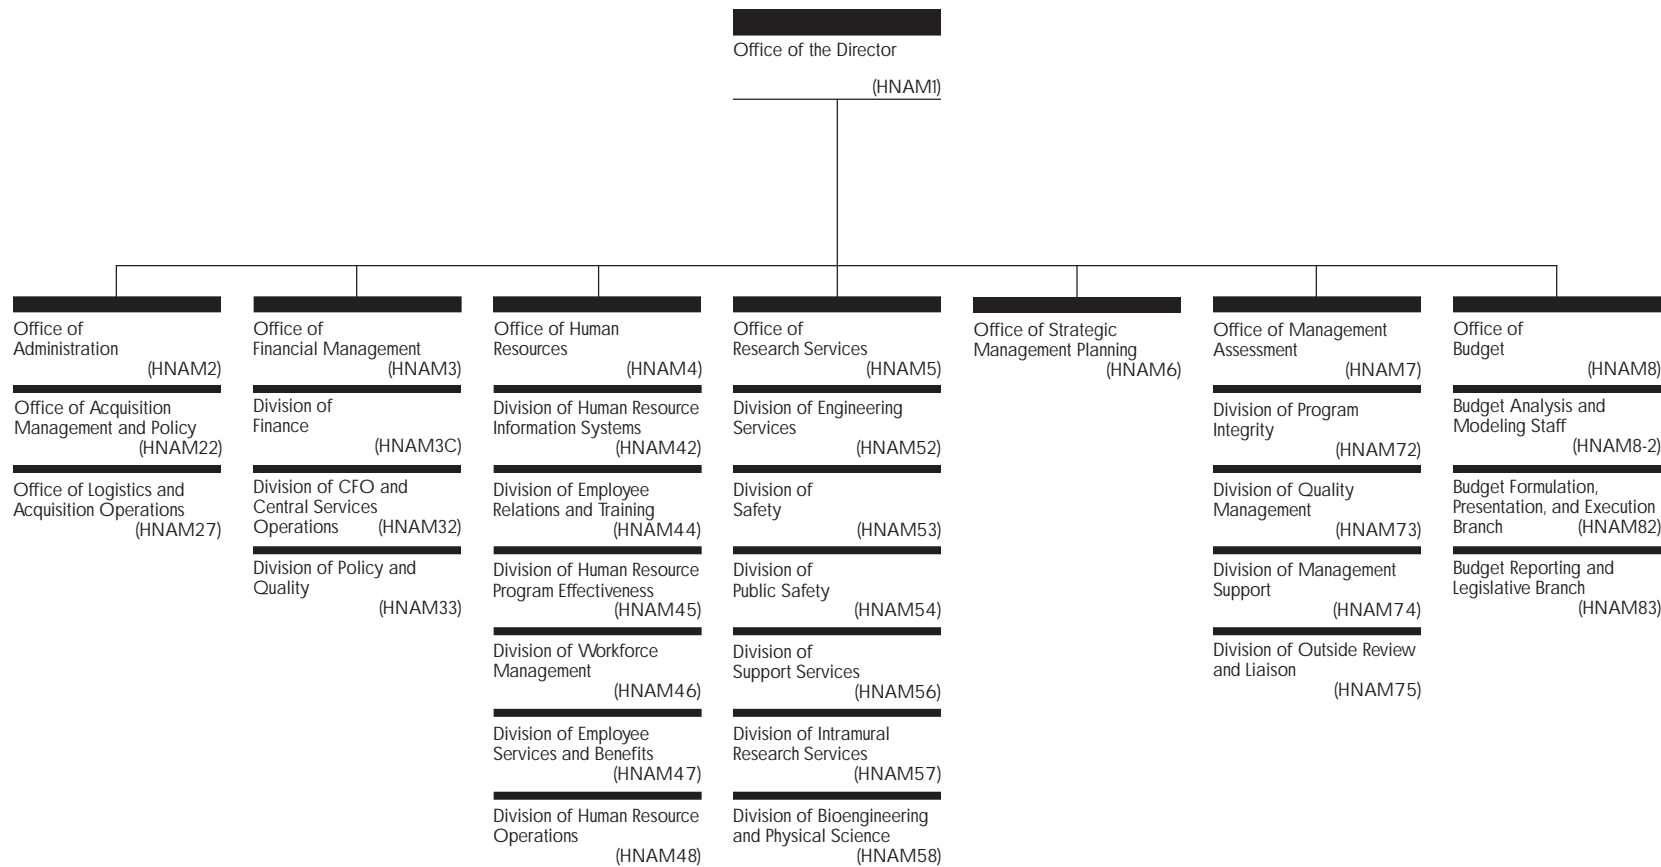 Office of the Director
(HNAM1)
Office of
Administration
(HNAM2)
Office of Acquisition
Management and Policy
(HNAM22)
Office of Logistics and
Acquisition Operations
(HNAM27)
Office of
Financial Management
(HNAM3)
Division of
Finance
(HNAM3C)
Division of CFO and
Central Services
Operations (HNAM32)
Division of Policy and
Quality
(HNAM33)
Office of Human
Resources
(HNAM4)
Division of Human Resource
Information Systems
(HNAM42)
Division of Employee
Relations and Training
(HNAM44)
Division of Human Resource
Program Effectiveness
(HNAM45)
Division of Workforce
Management
(HNAM46)
Division of Employee
Services and Benefits
(HNAM47)
Division of Human Resource
Operations
(HNAM48)
Office of
Research Services
(HNAM5)
Division of Engineering
Services
(HNAM52)
Division of
Safety
(HNAM53)
Division of
Public Safety
(HNAM54)
Division of
Support Services
(HNAM56)
Division of Intramural
Research Services
(HNAM57)
Division of Bioengineering
and Physical Science
(HNAM58)
Office of Strategic
Management Planning
(HNAM6)
Office of Management
Assessment
(HNAM7)
Division of Program
Integrity
(HNAM72)
Division of Quality
Management
(HNAM73)
Division of Management
Support
(HNAM74)
Division of Outside Review
and Liaison
(HNAM75)
Office of
Budget
(HNAM8)
Budget Analysis and
Modeling Staff
(HNAM8-2)
Budget Formulation,
Presentation, and Execution
Branch (HNAM82)
Budget Reporting and
Legislative Branch
(HNAM83)